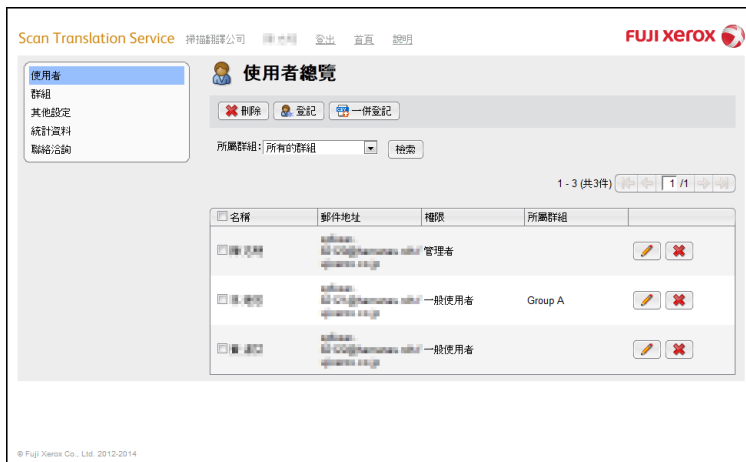 Scan Translation Service 掃描翻譯公司 登出 首頁 說明
FUJI XEROX
使用者
群組
其他設定
統計資料
聯絡洽詢
使用者總覽
刪除 登記 一併登記
所屬群組: 所有的群組 檢索
1 - 3 (共3件) 1 /1
名稱 郵件地址 權限 所屬群組
管理者
一般使用者 Group A
一般使用者
© Fuji Xerox Co., Ltd. 2012-2014